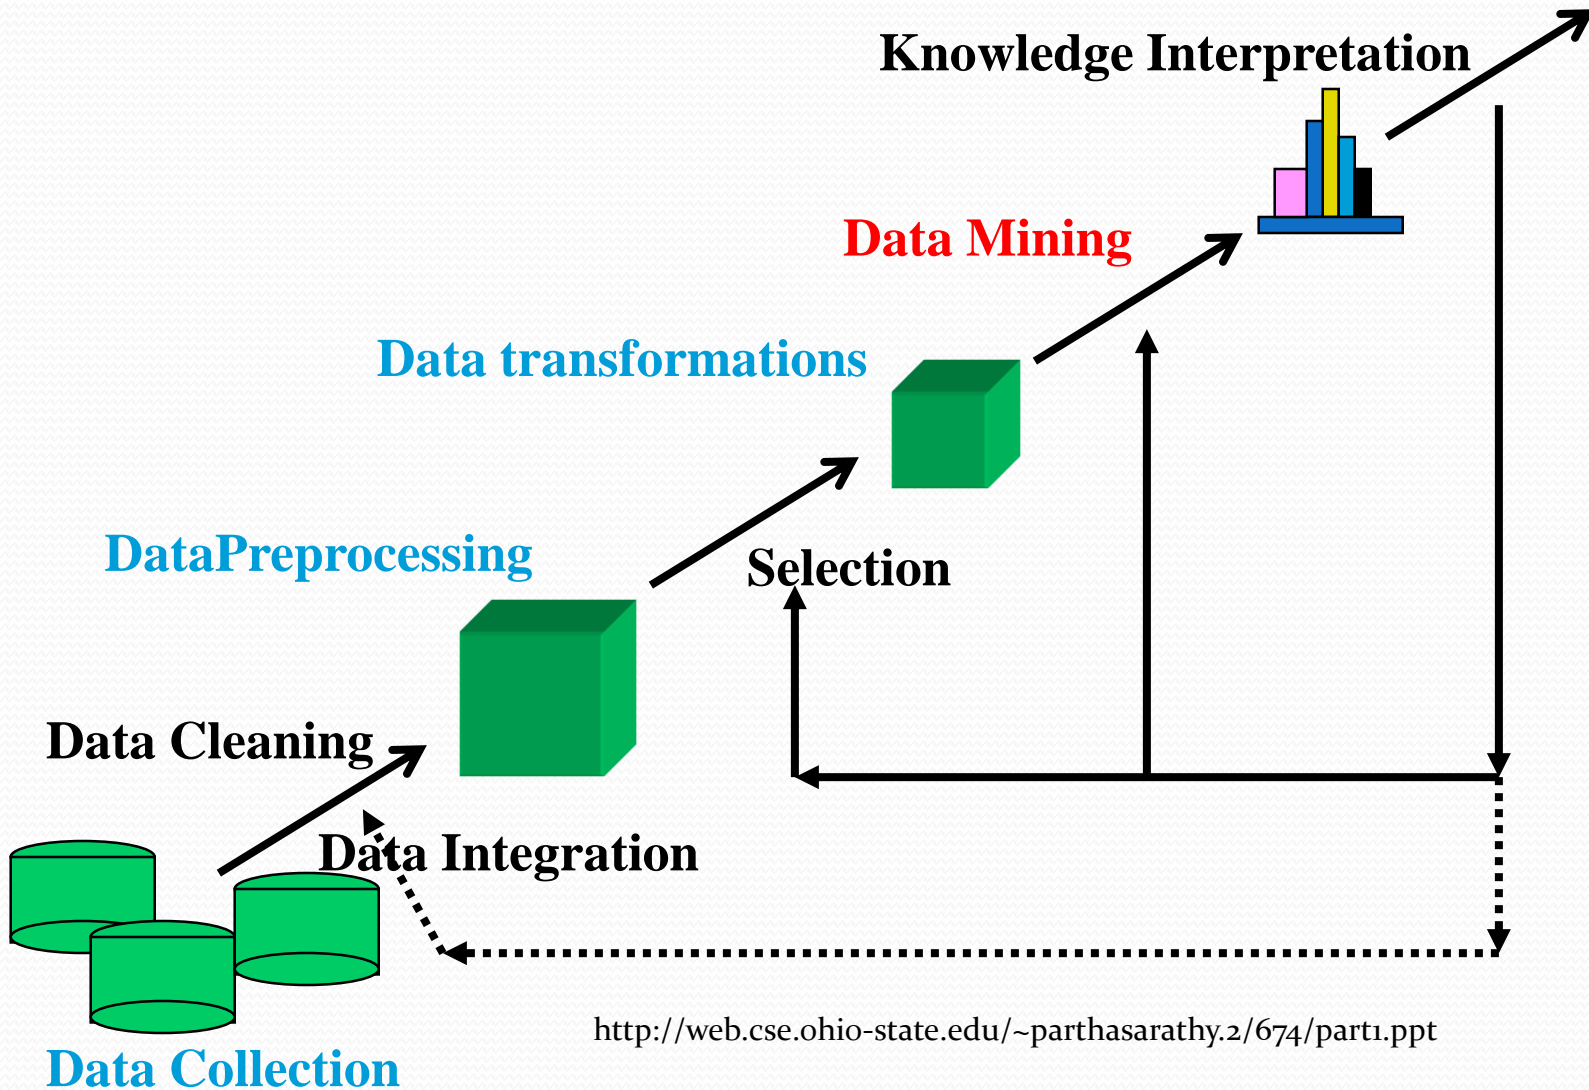 Knowledge Interpretation
Data Mining
Data transformations
DataPreprocessing
Selection
Data Cleaning
Data Integration
http://web.cse.ohio-state.edu/~parthasarathy.2/674/part1.ppt
Data Collection